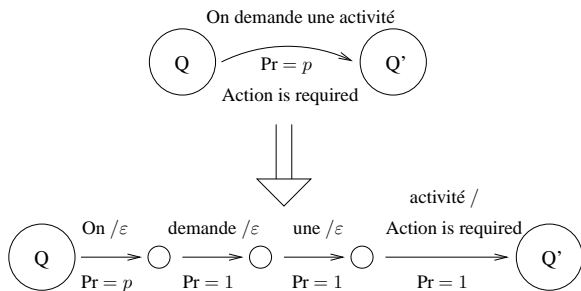 On demande une activité
Q
Q'
Pr = p
Action is required
activité /
On /ε
demande /ε
une /ε
Action is required
Q
Q'
Pr = p
Pr = 1
Pr = 1
Pr = 1